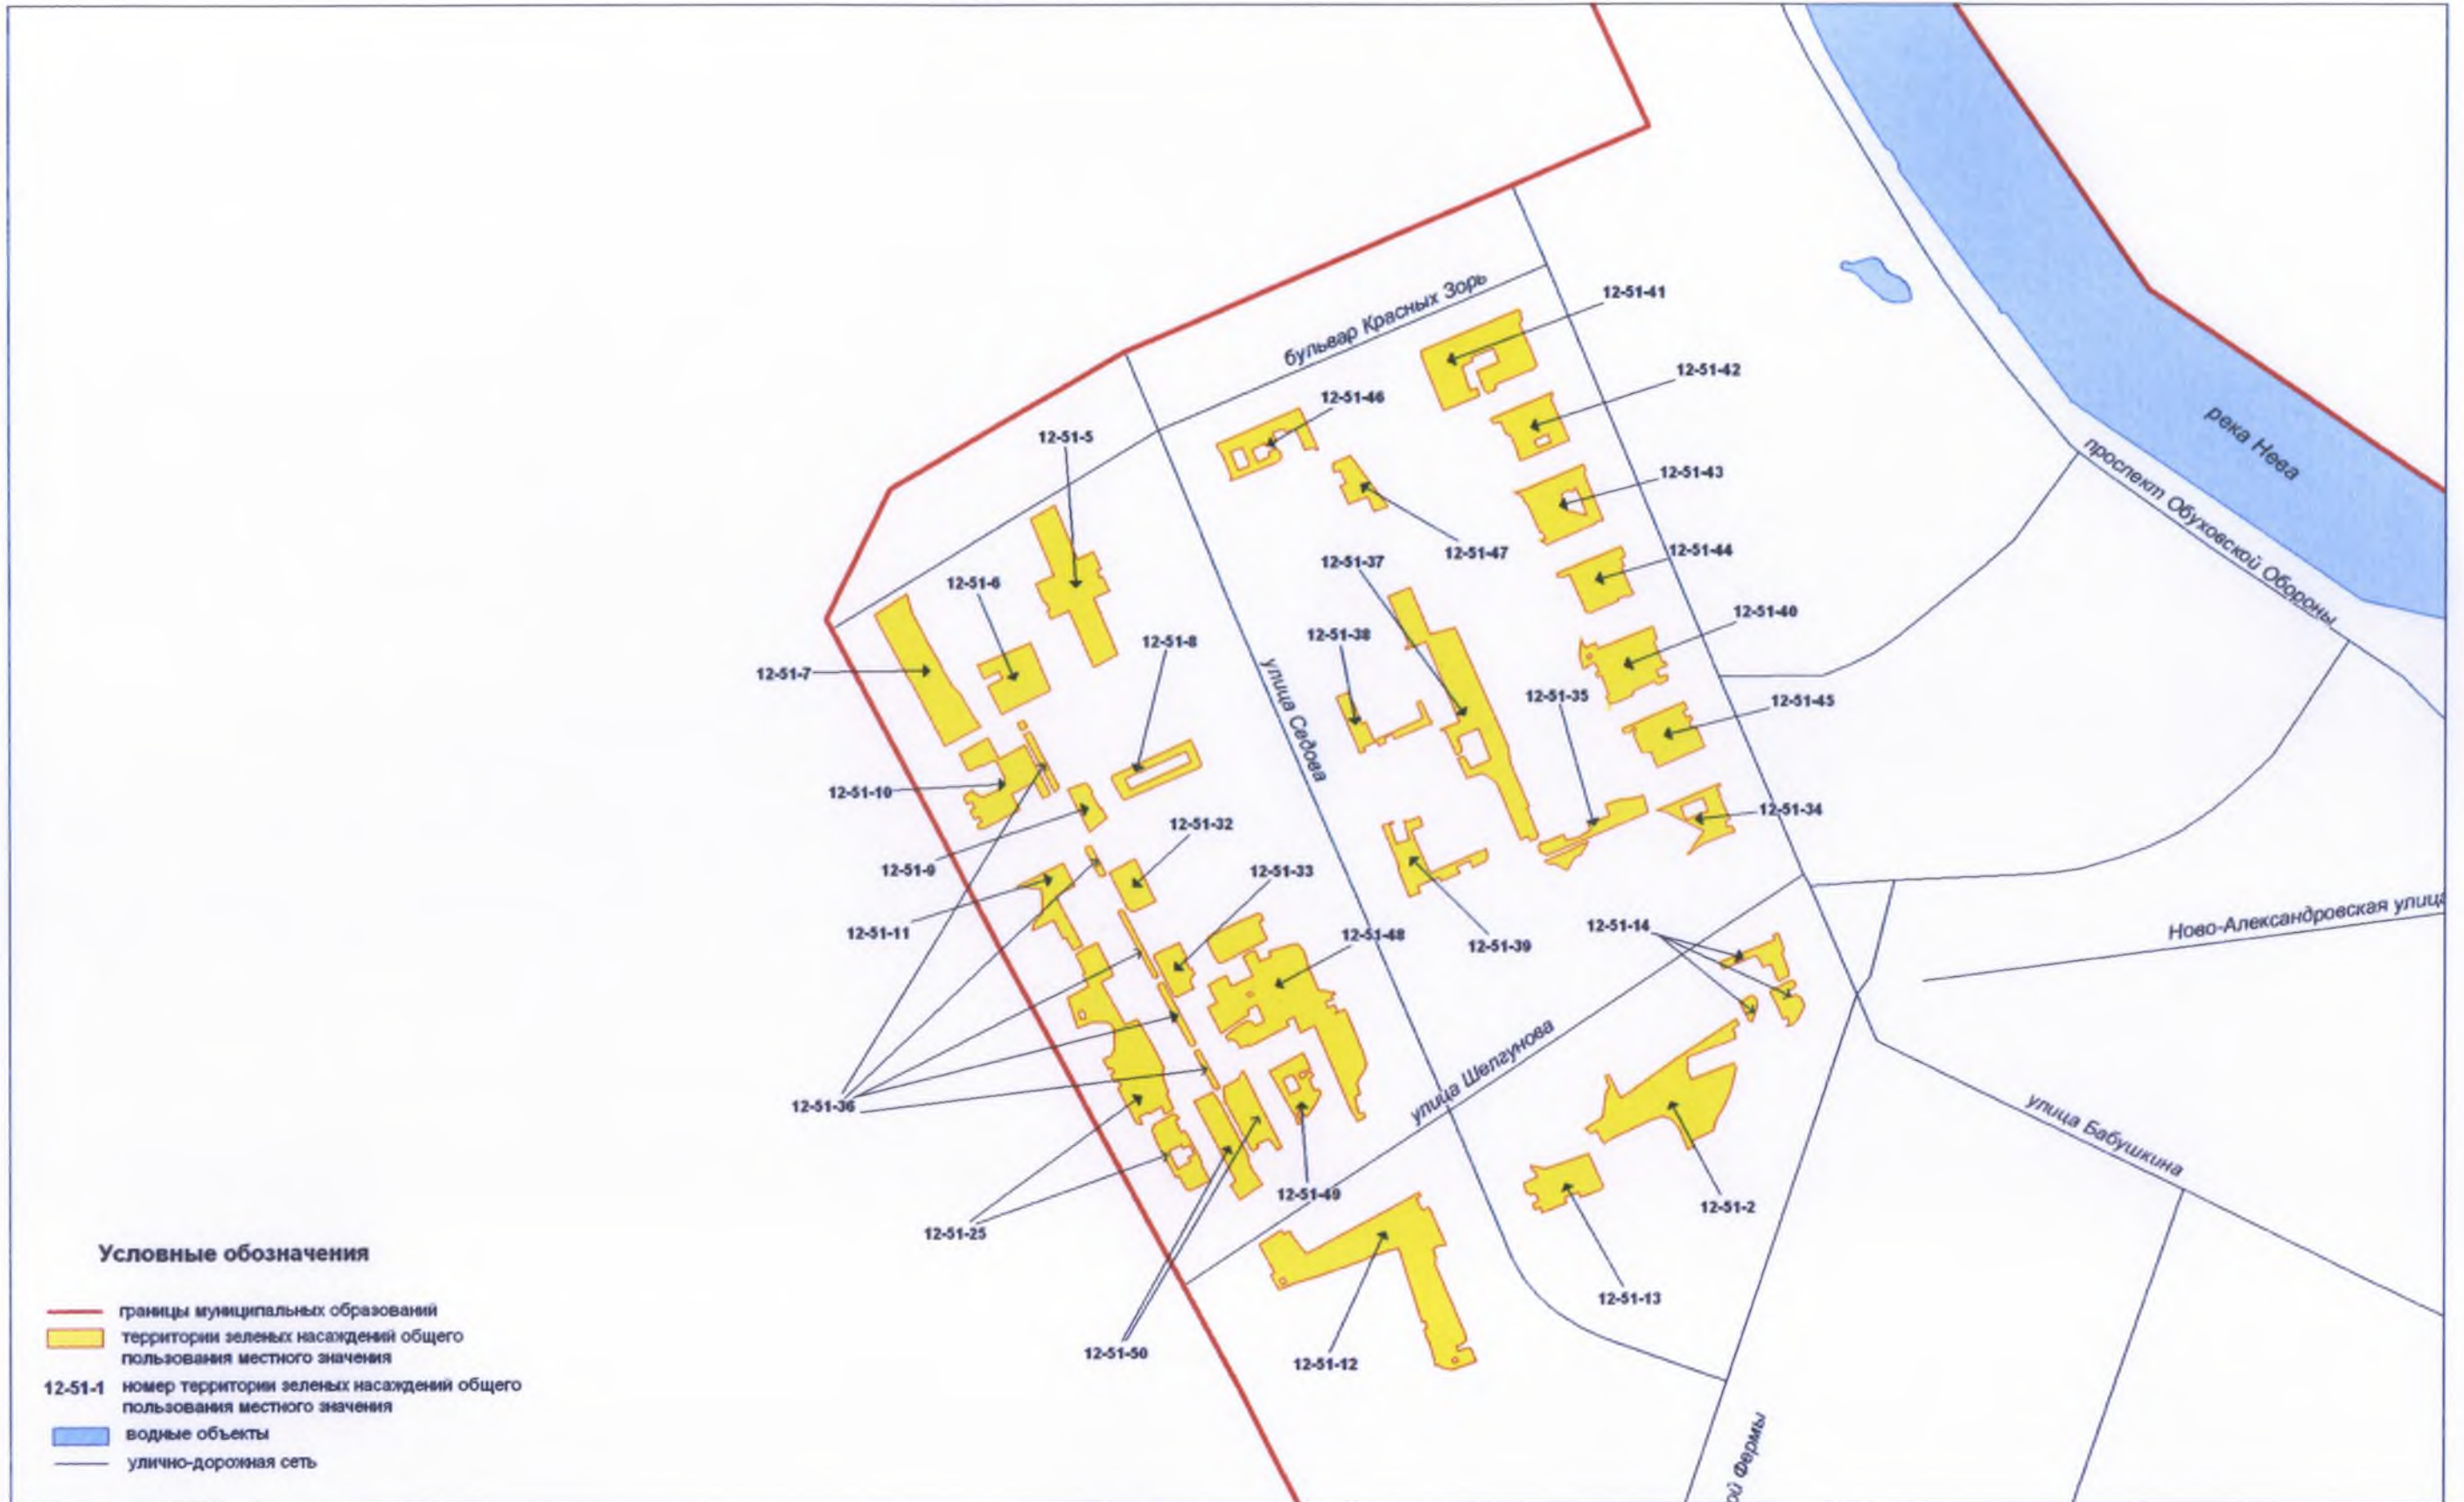 бульвар Красных Зорь
12-51-41
12-51-42
12-51-46
12-51-5
река Нева
проспект Обуховской Обороны
12-51-43
12-51-47
12-51-44
12-51-37
12-51-6
12-51-40
12-51-38
12-51-8
12-51-7
улица Седова
12-51-35
12-51-45
12-51-10
12-51-34
12-51-32
12-51-9
12-51-33
12-51-11
12-51-48
12-51-39
12-51-14
Ново-Александровская улица
12-51-36
улица Шелгунова
улица Бабушкина
12-51-49
12-51-2
12-51-25
12-51-13
12-51-50
12-51-12
ой Фермы
Условные обозначения
границы муниципальных образований
территории зеленых насаждений общего
пользования местного значения
12-51-1 номер территории зеленых насаждений общего
пользования местного значения
водные объекты
улично-дорожная сеть